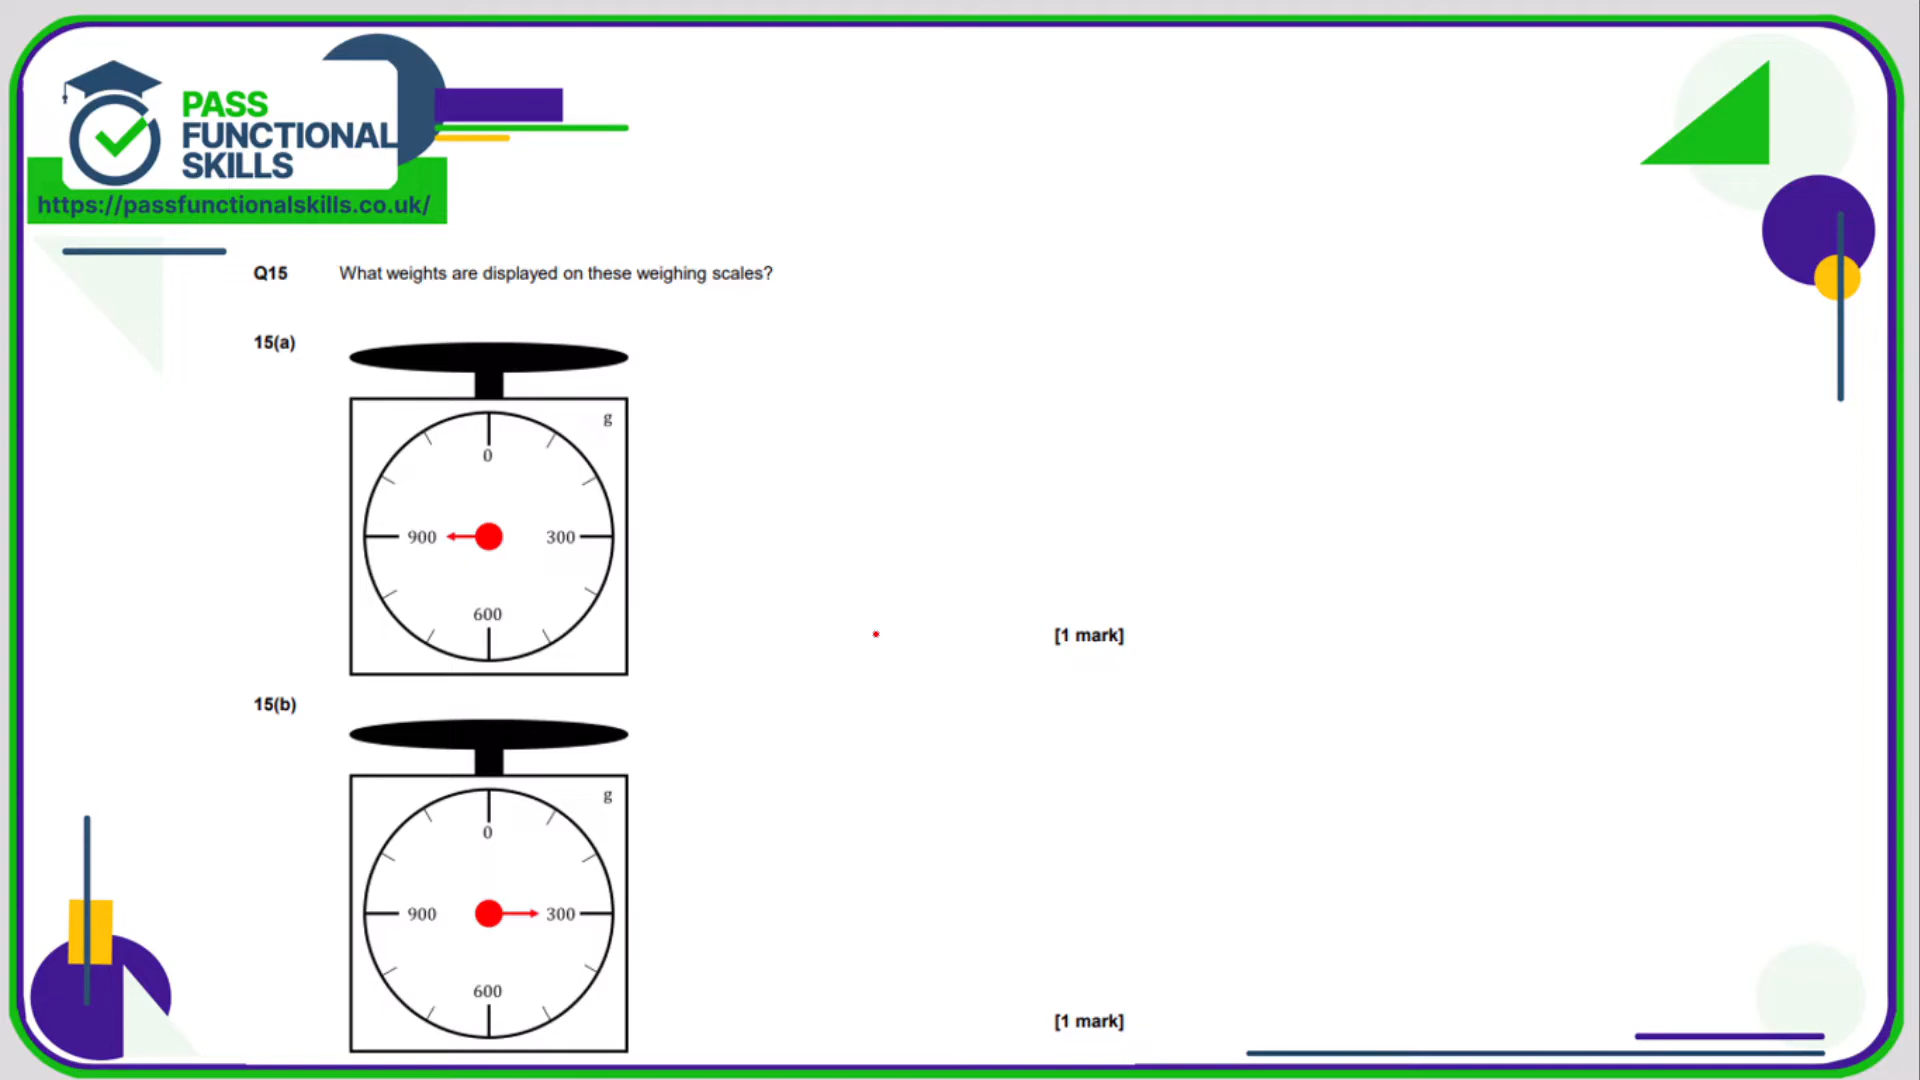 PASS
FUNCTIONAL
SKILLS
https://passfunctionalskills.co.uk/
Q15 What weights are displayed on these weighing scales?
15(a)
g
0
900 300
600
[1 mark]
15(b)
g
0
900 300
600
[1 mark]